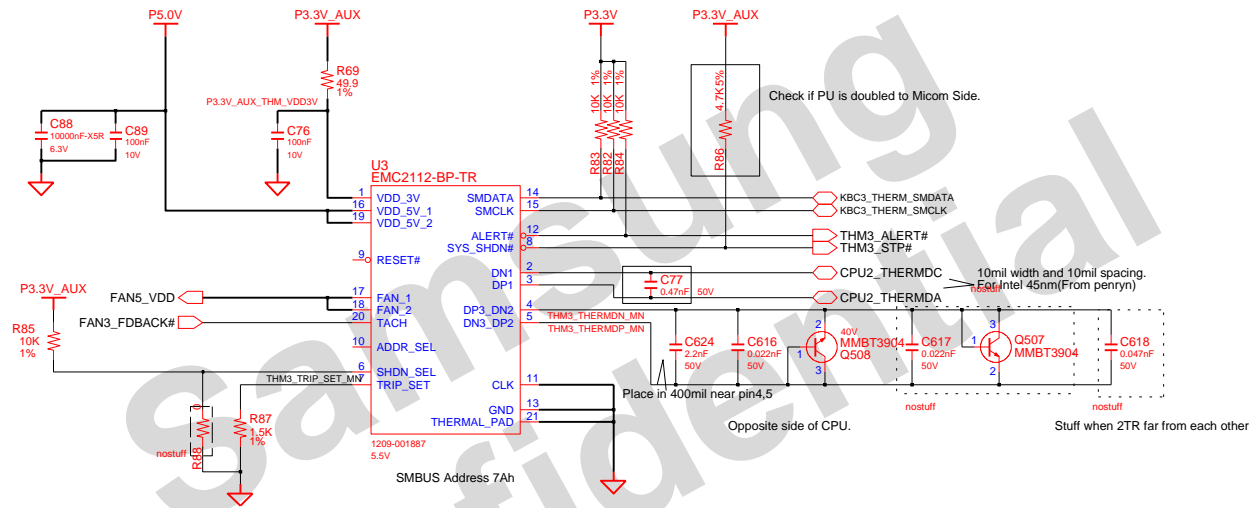 P5.0V
P3.3V_AUX
P3.3V
P3.3V_AUX
R69
49.9
1%
P3.3V_AUX_THM_VDD3V
C88
10000nF-X5R
6.3V
C89
100nF
10V
C76
100nF
10V
10K 1%
10K 1%
10K 1%
R83
R82
R84
4.7K5%
R86
Check if PU is doubled to Micom Side.
U3
EMC2112-BP-TR
1 VDD_3V
16 VDD_5V_1
19 VDD_5V_2
9 RESET#
17 FAN_1
18 FAN_2
20 TACH
10 ADDR_SEL
6 SHDN_SEL
7 TRIP_SET
SMDATA 14
SMCLK 15
ALERT# 12
SYS_SHDN# 8
DN1 2
DP1 3
DP3_DN2 4
DN3_DP2 5
CLK 11
GND 13
THERMAL_PAD 21
1209-001887
5.5V
SMBUS Address 7Ah
KBC3_THERM_SMDATA
KBC3_THERM_SMCLK
THM3_ALERT#
THM3_STP#
CPU2_THERMDC
CPU2_THERMDA
C77
0.47nF 50V
10mil width and 10mil spacing.
For Intel 45nm(From penryn)
nostuff
P3.3V_AUX
FAN5_VDD
FAN3_FDBACK#
R85
10K
1%
THM3_TRIP_SET_MN
R87
1.5K
1%
0
R88
nostuff
THM3_THERMDN_MN
THM3_THERMDP_MN
C624
2.2nF
50V
C616
0.022nF
50V
Place in 400mil near pin4,5
2
40V
1
MMBT3904
Q508
3
Opposite side of CPU.
C617
0.022nF
50V
nostuff
3
1
Q507
MMBT3904
2
C618
0.047nF
50V
nostuff
Stuff when 2TR far from each other
Samsung
fidential